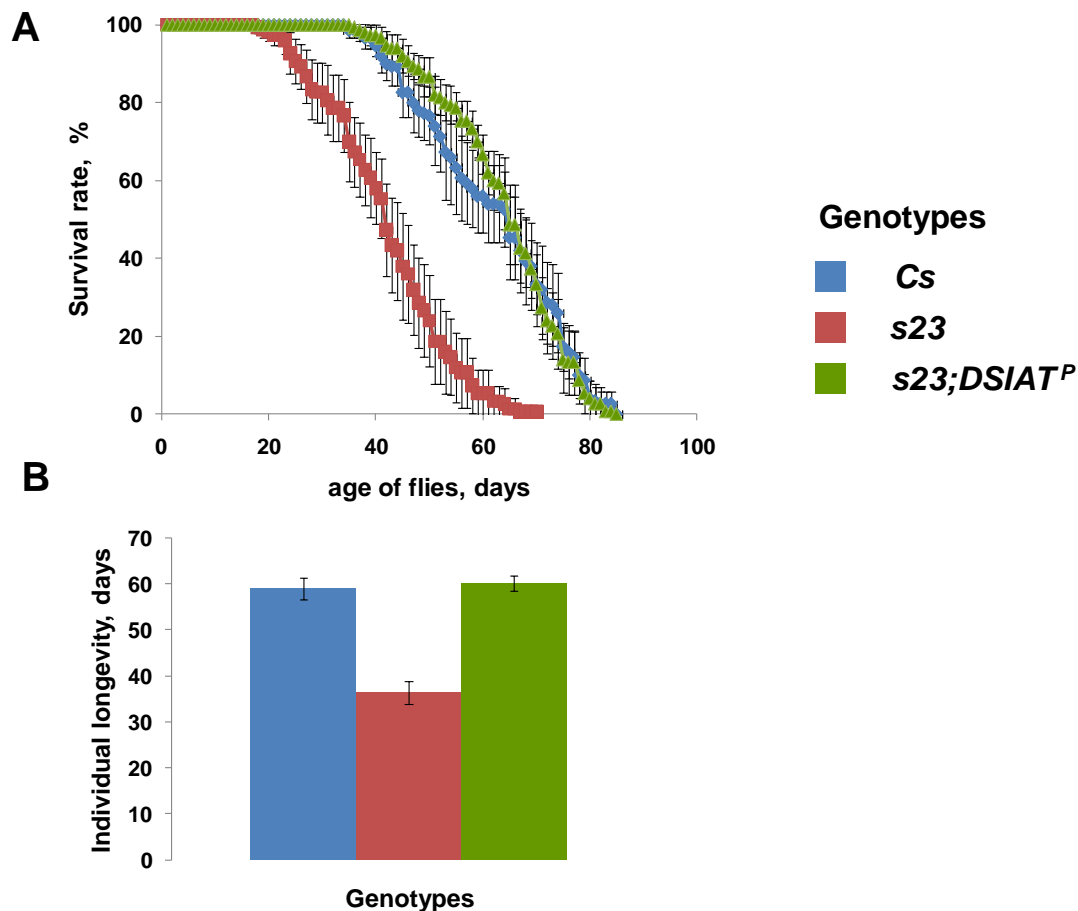 A
100
80
60
40
20
0
Survival rate, %
0 20 40 60 80 100
age of flies, days
Genotypes
Cs
s23
s23;DSIAT^P
B
70
60
50
40
30
20
10
0
Individual longevity, days
Genotypes